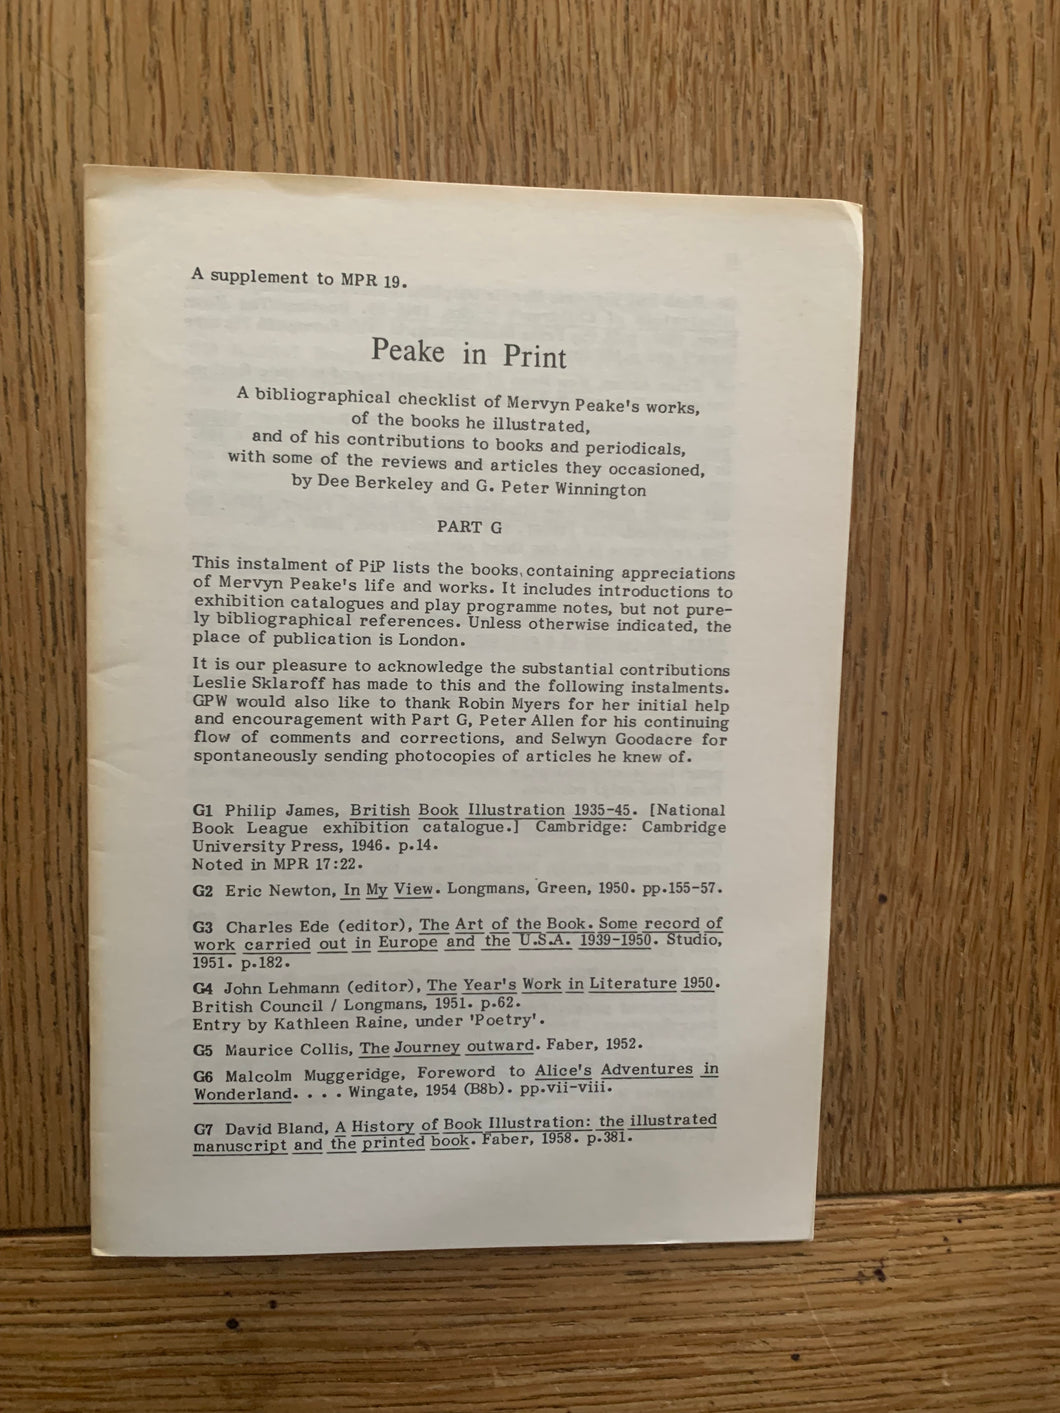 A supplement to MPR 19.
Peake in Print
A bibliographical checklist of Mervyn Peake's works,
of the books he illustrated,
and of his contributions to books and periodicals,
with some of the reviews and articles they occasioned,
by Dee Berkeley and G. Peter Winnington
PART G
This instalment of PiP lists the books, containing appreciations
of Mervyn Peake's life and works. It includes introductions to
exhibition catalogues and play programme notes, but not pure-
ly bibliographical references. Unless otherwise indicated, the
place of publication is London.
It is our pleasure to acknowledge the substantial contributions
Leslie Sklaroff has made to this and the following instalments.
GPW would also like to thank Robin Myers for her initial help
and encouragement with Part G, Peter Allen for his continuing
flow of comments and corrections, and Selwyn Goodacre for
spontaneously sending photocopies of articles he knew of.
G1 Philip James, British Book Illustration 1935-45. [National
Book League exhibition catalogue.] Cambridge: Cambridge
University Press, 1946. p.14.
Noted in MPR 17:22.
G2 Eric Newton, In My View. Longmans, Green, 1950. pp.155-57.
G3 Charles Ede (editor), The Art of the Book. Some record of
work carried out in Europe and the U.S.A. 1939-1950. Studio,
1951. p.182.
G4 John Lehmann (editor), The Year's Work in Literature 1950.
British Council / Longmans, 1951. p.62.
Entry by Kathleen Raine, under 'Poetry'.
G5 Maurice Collis, The Journey outward. Faber, 1952.
G6 Malcolm Muggeridge, Foreword to Alice's Adventures in
Wonderland. . . . Wingate, 1954 (B8b). pp.vii-viii.
G7 David Bland, A History of Book Illustration: the illustrated
manuscript and the printed book. Faber, 1958. p.381.